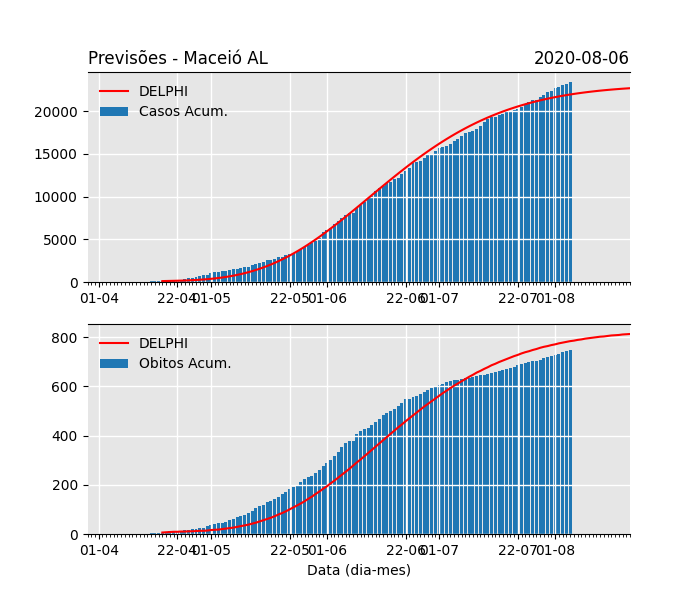 Previsões - Maceió AL 2020-08-06
DELPHI
Casos Acum.
20000
15000
10000
5000
0
01-04 22-04 01-05 22-05 01-06 22-06 01-07 22-07 01-08
DELPHI
Obitos Acum.
800
600
400
200
0
01-04 22-04 01-05 22-05 01-06 22-06 01-07 22-07 01-08
Data (dia-mes)